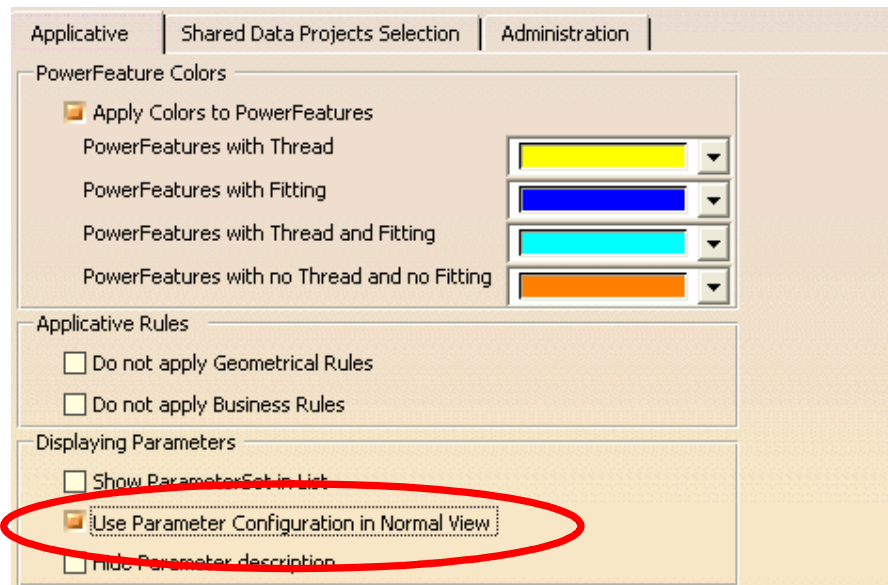 Applicative Shared Data Projects Selection Administration
PowerFeature Colors
Apply Colors to PowerFeatures
PowerFeatures with Thread
PowerFeatures with Fitting
PowerFeatures with Thread and Fitting
PowerFeatures with no Thread and no Fitting
Applicative Rules
Do not apply Geometrical Rules
Do not apply Business Rules
Displaying Parameters
Show ParameterSet in List
Use Parameter Configuration in Normal View
Hide Parameter description